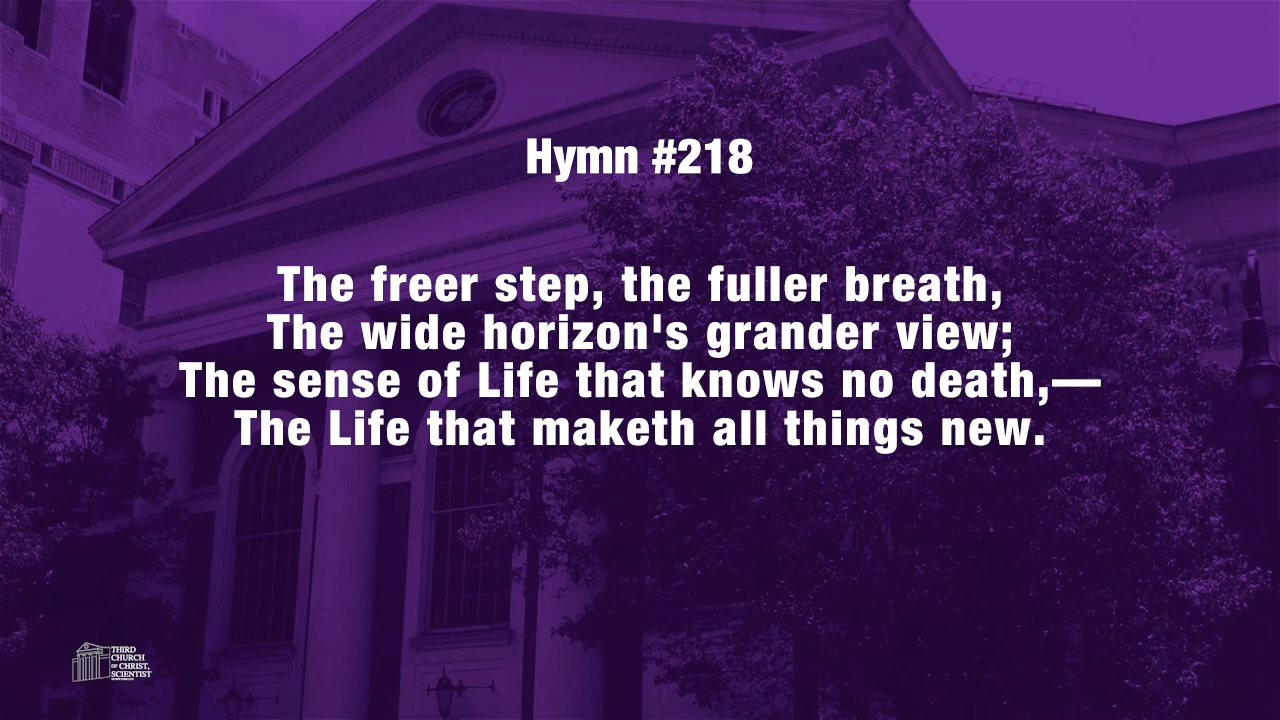 Hymn #218
The freer step, the fuller breath,
The wide horizon's grander view;
The sense of Life that knows no death,—
The Life that maketh all things new.
THIRD
CHURCH
OF CHRIST,
SCIENTIST